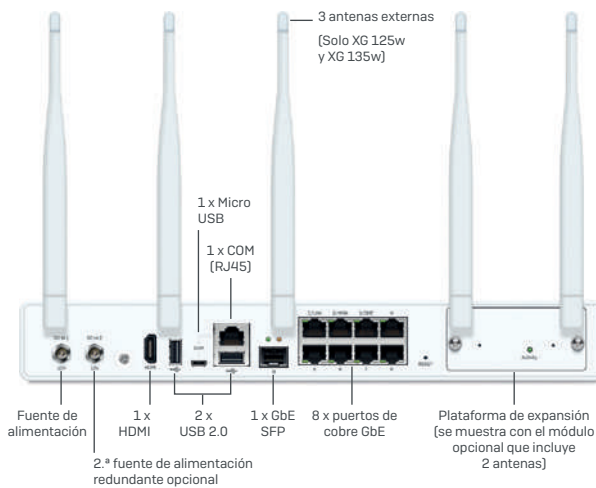 3 antenas externas
(Solo XG 125w
y XG 135w)
1 x Micro
USB
1 x COM
(RJ45)
HDMI
Fuente de
alimentación
1 x
HDMI
2 x
USB 2.0
1 x GbE
SFP
8 x puertos de
cobre GbE
Plataforma de expansión
(se muestra con el módulo
opcional que incluye
2 antenas)
2.ª fuente de alimentación
redundante opcional